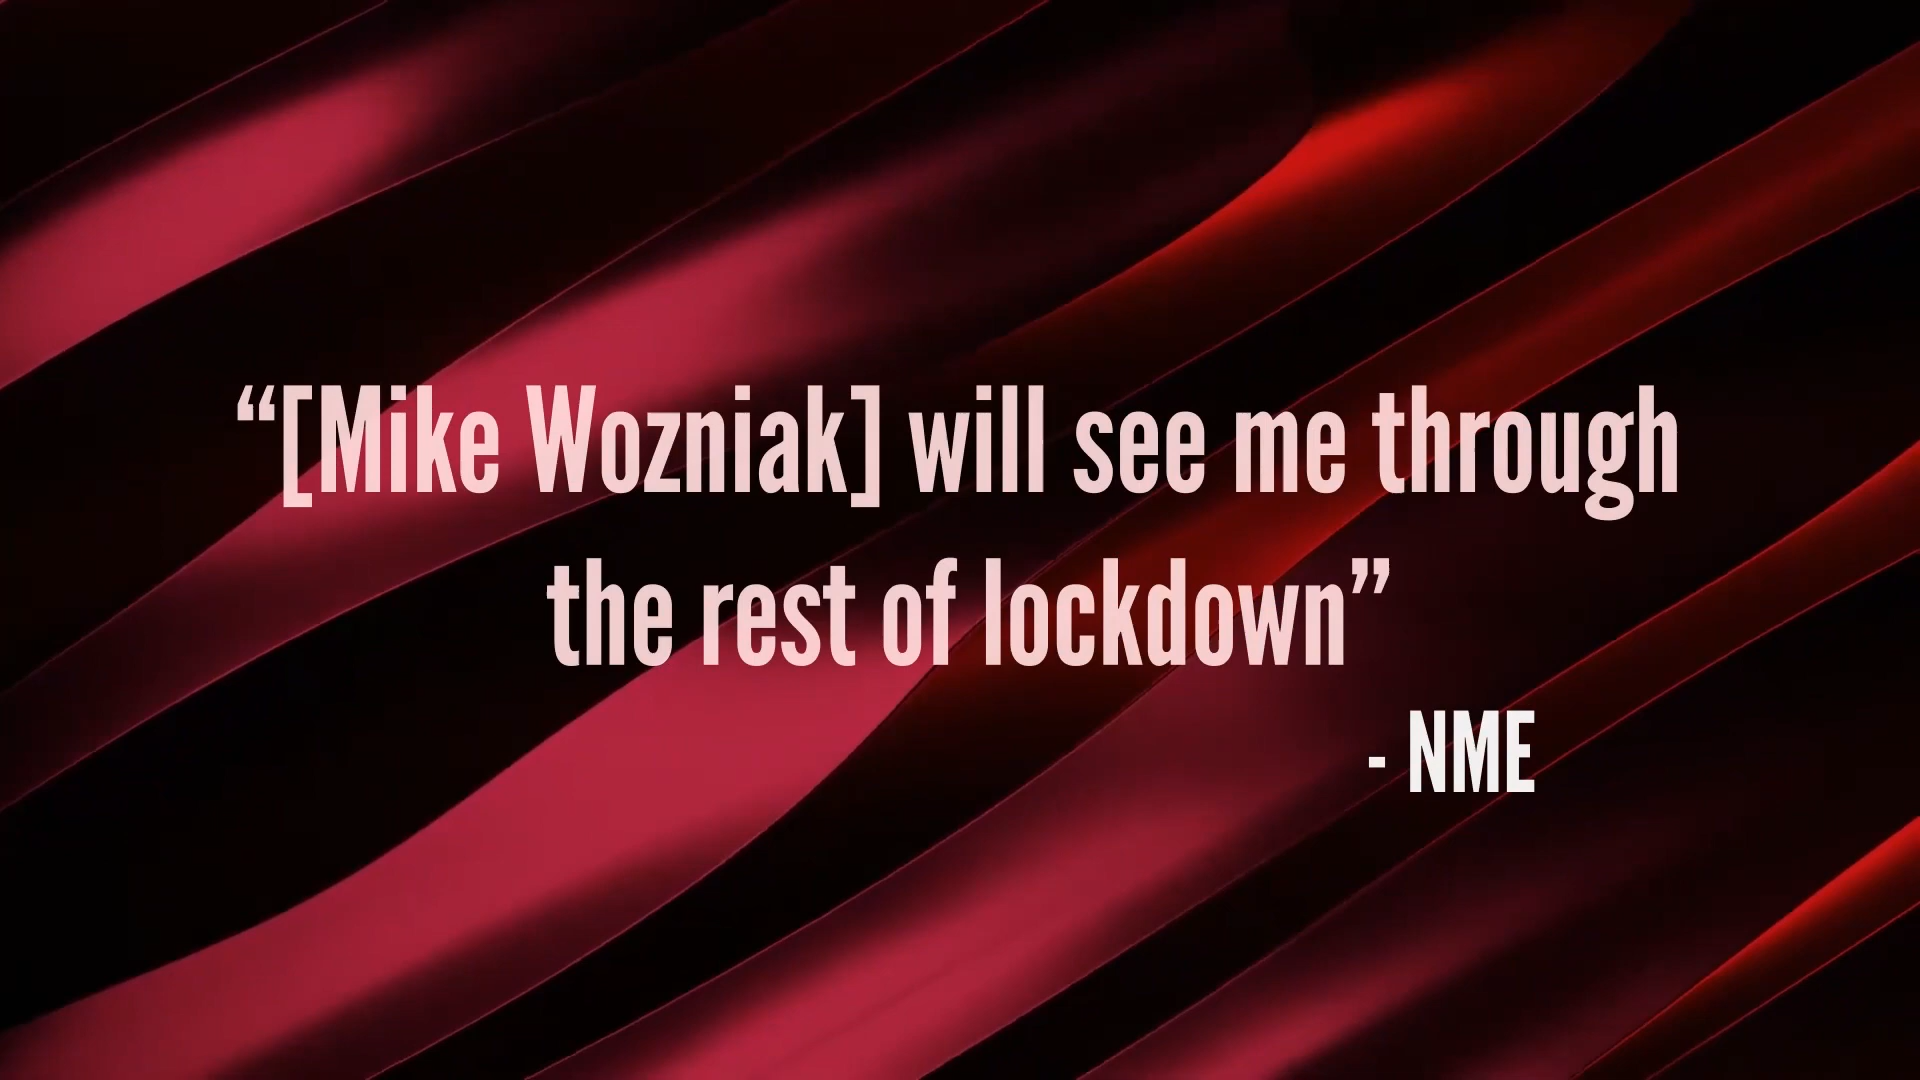 “[Mike Wozniak] will see me through
the rest of lockdown”
- NME